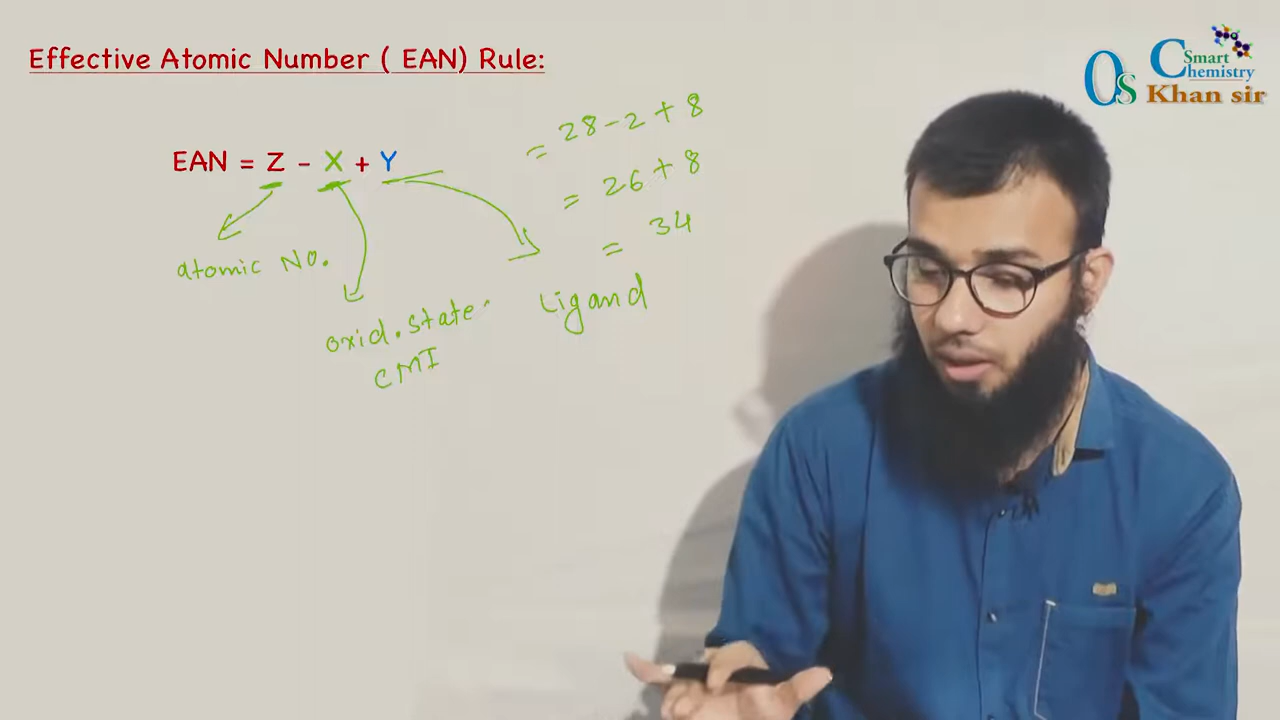 Effective Atomic Number ( EAN) Rule:
Os Smart Chemistry
Khan sir
EAN = Z - X + Y
= 28 - 2 + 8
= 26 + 8
= 34
atomic No.
oxid. state
CMI
Ligand